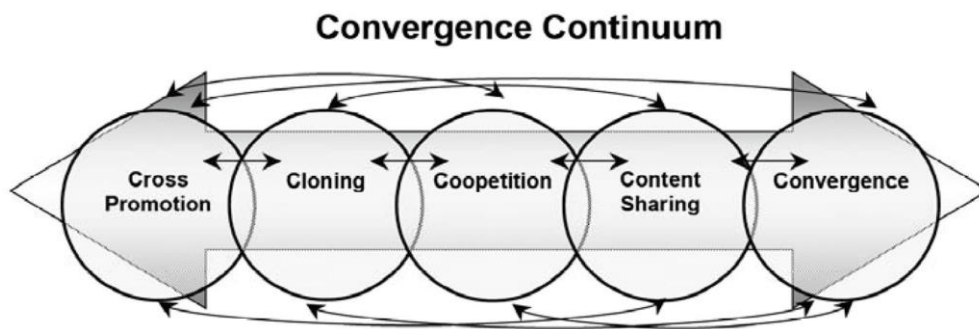 Convergence Continuum
Cross
Promotion
Cloning
Coopetition
Content
Sharing
Convergence